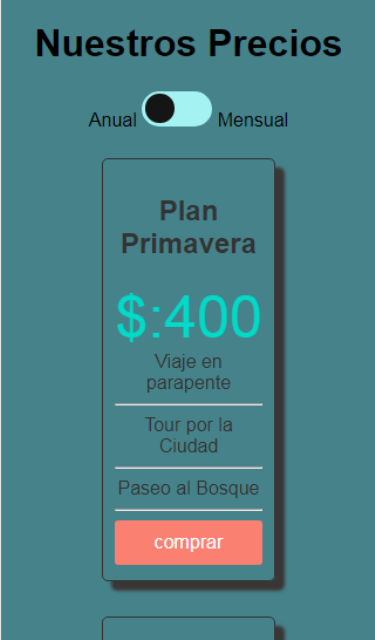 Nuestros Precios
Anual Mensual
Plan
Primavera
$:400
Viaje en
parapente
Tour por la
Ciudad
Paseo al Bosque
comprar